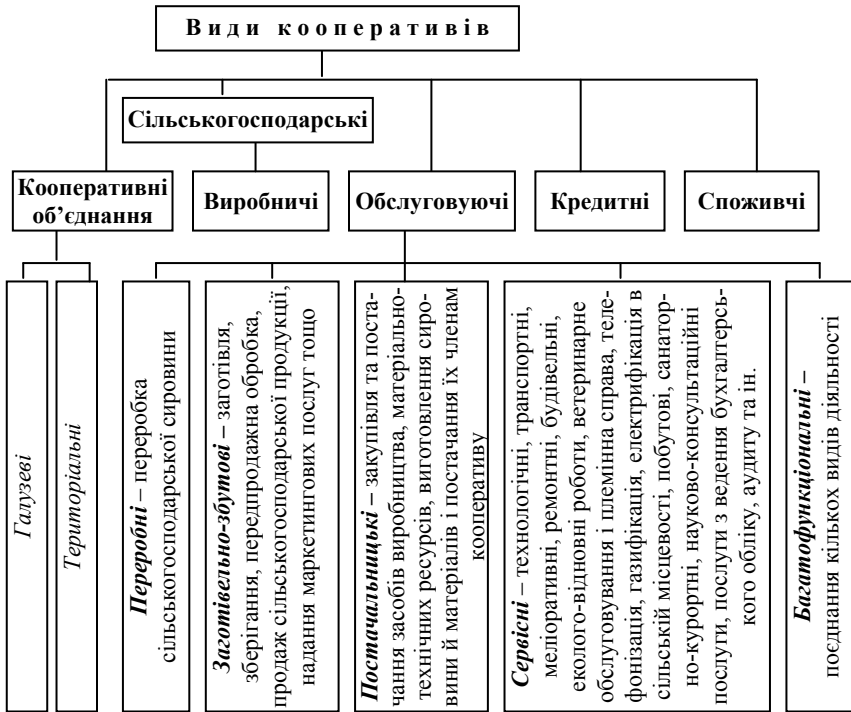 Види кооперативів
Сільськогосподарські
Кооперативні
об’єднання
Виробничі
Обслуговуючі
Кредитні
Споживчі
Галузеві
Територіальні
Переробні – переробка
сільськогосподарської сировини
Заготівельно-збутові – заготівля,
зберігання, передпродажна обробка,
продаж сільськогосподарської продукції,
надання маркетингових послуг тощо
Постачальницькі – закупівля та поста-
чання засобів виробництва, матеріально-
технічних ресурсів, виготовлення сиро-
вини й матеріалів і постачання їх членам
кооперативу
Сервісні – технологічні, транспортні,
меліоративні, ремонтні, будівельні,
еколого-відновні роботи, ветеринарне
обслуговування і племінна справа, теле-
фонізація, газифікація, електрифікація в
сільській місцевості, побутові, санатор-
но-курортні, науково-консультаційні
послуги, послуги з ведення бухгалтерсь-
кого обліку, аудиту та ін.
Багатофункціональні –
поєднання кількох видів діяльності